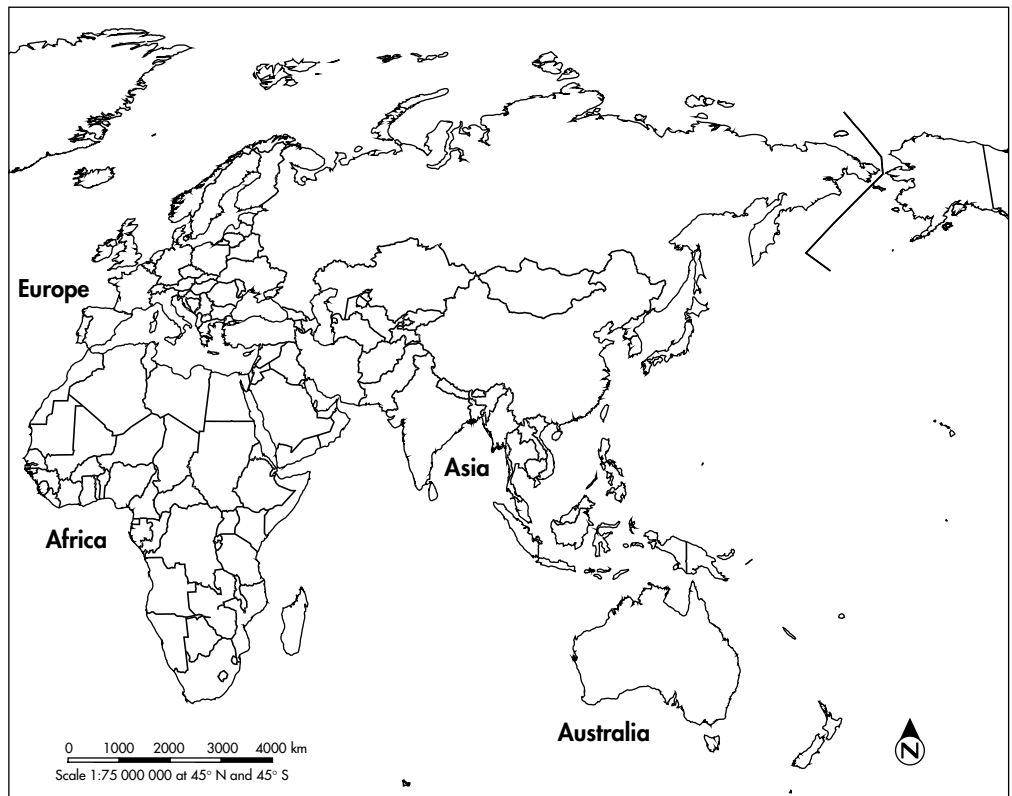 Europe
Asia
Africa
Australia
0 1000 2000 3000 4000 km
Scale 1:75 000 000 at 45° N and 45° S
N